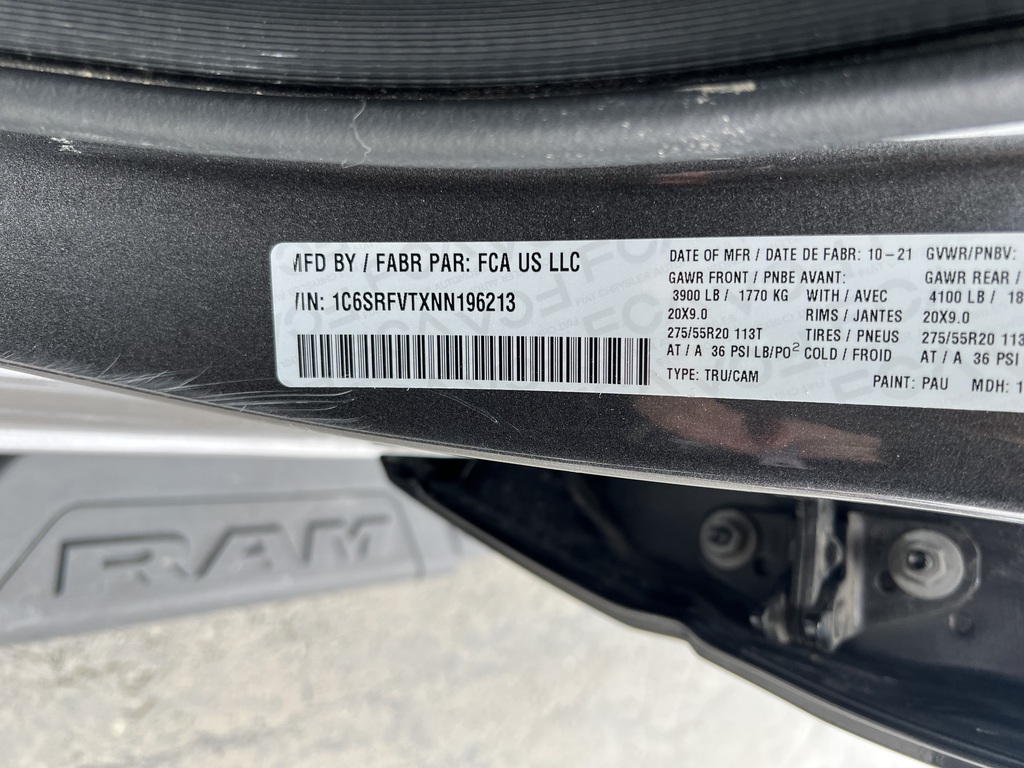 MFD BY / FABR PAR: FCA US LLC
VIN: 1C6SRFVTXNN196213
DATE OF MFR / DATE DE FABR: 10-21 GVWR/PNBV:
GAWR FRONT / PNBE AVANT: GAWR REAR /
3900 LB / 1770 KG WITH / AVEC 4100 LB / 18
20X9.0 RIMS / JANTES 20X9.0
275/55R20 113T TIRES / PNEUS 275/55R20 113
AT / A 36 PSI LB/PO2 COLD / FROID AT / A 36 PSI
TYPE: TRU/CAM PAINT: PAU MDH: 1
RAM